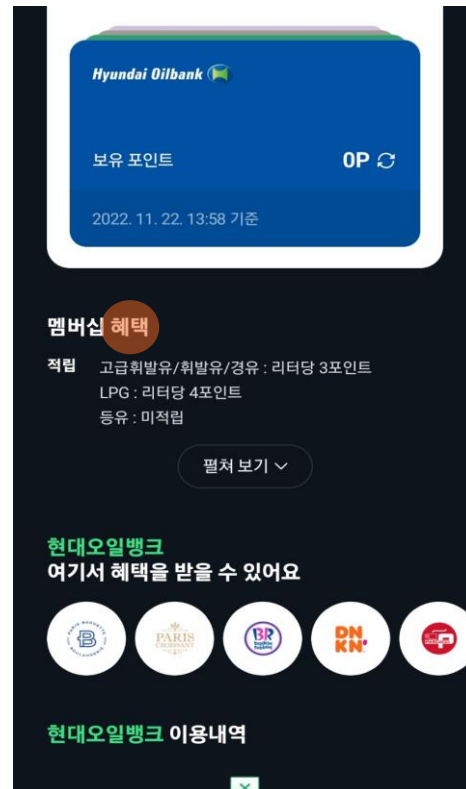 Hyundai Oilbank
보유 포인트 0P
2022. 11. 22. 13:58 기준
멤버십 혜택
적립 고급휘발유/휘발유/경유 : 리터당 3포인트
LPG : 리터당 4포인트
등유 : 미적립
펼쳐 보기
현대오일뱅크
여기서 혜택을 받을 수 있어요
PARIS BAGUETTE
B
PARIS
CROISSANT
BR
DN
KN'
현대오일뱅크 이용내역